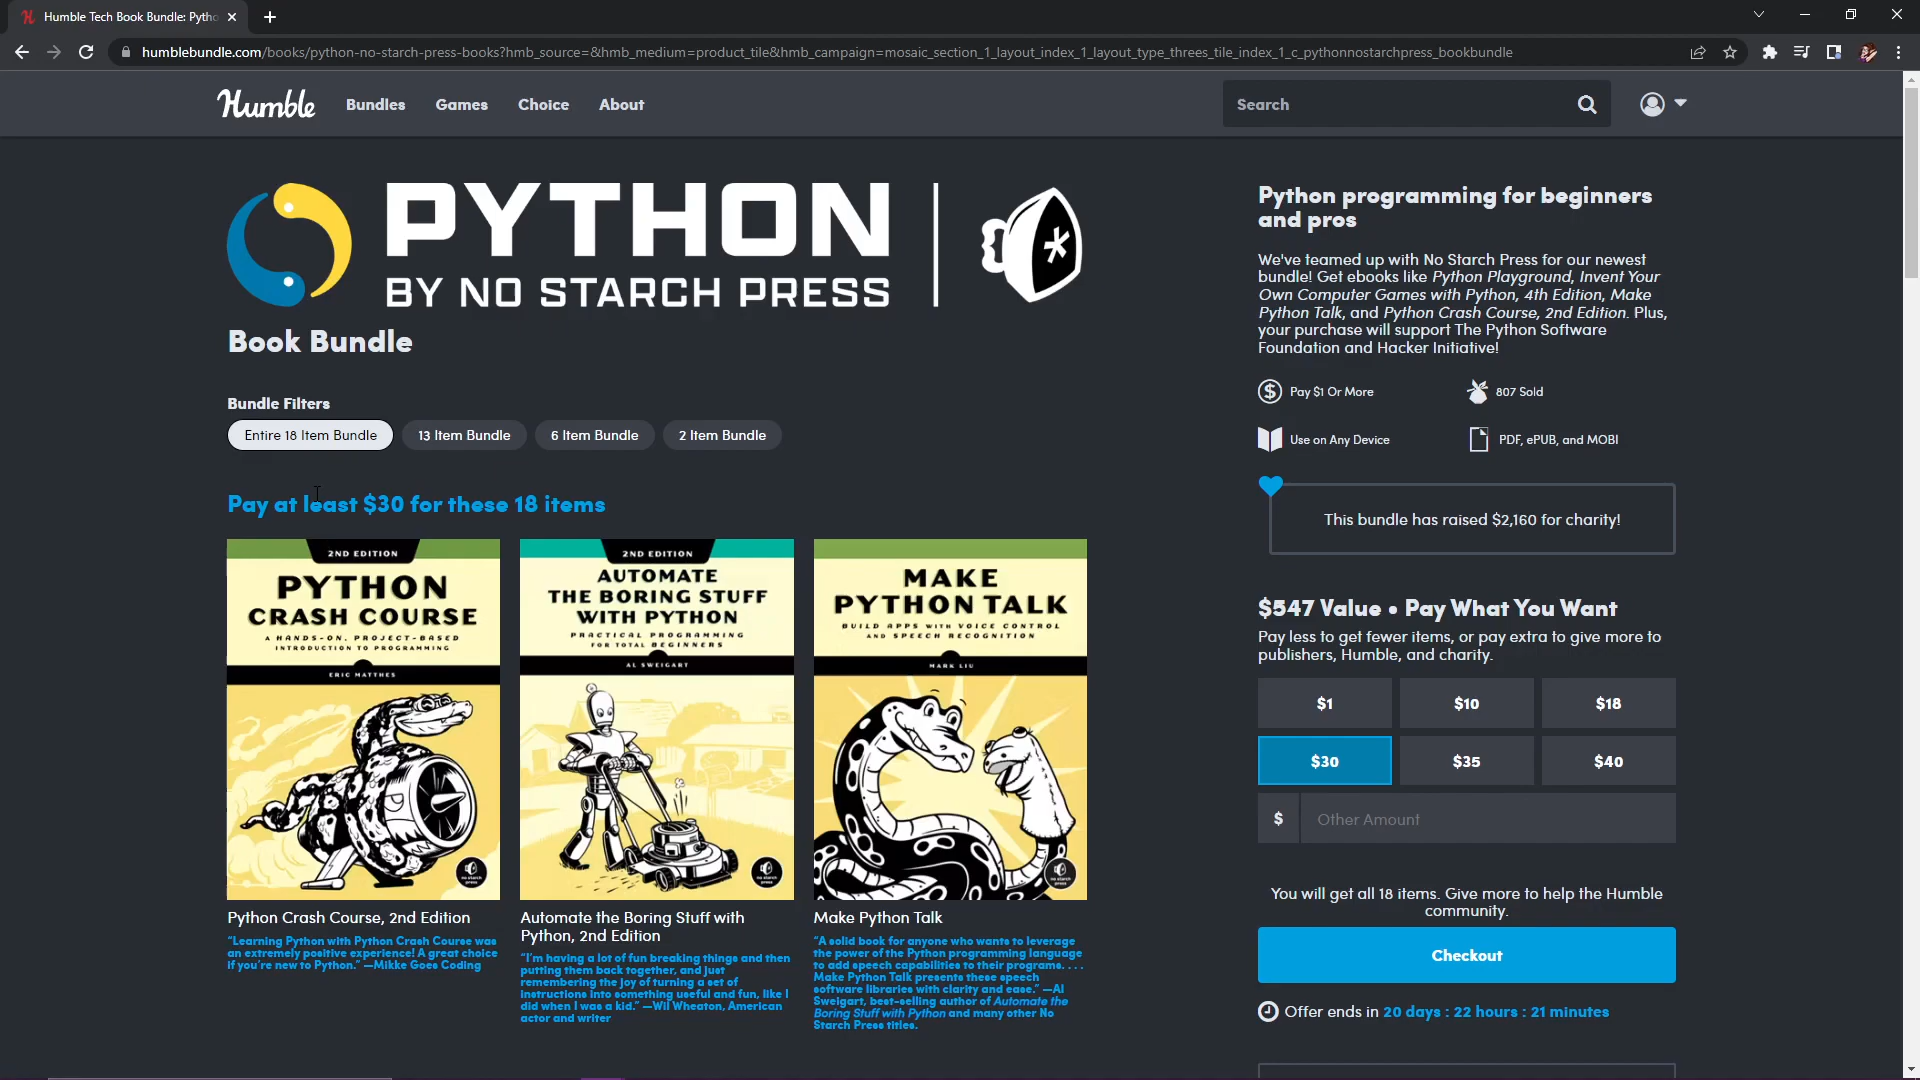 Humble Tech Book Bundle: Pytho
humblebundle.com/books/python-no-starch-press-books?hmb_source=&hmb_medium=product_tile&hmb_campaign=mosaic_section_1_layout_index_1_layout_type_threes_tile_index_1_c_pythonnostarchpress_bookbundle
Humble
Bundles
Games
Choice
About
Search
PYTHON
BY NO STARCH PRESS
Book Bundle
Bundle Filters
Entire 18 Item Bundle
13 Item Bundle
6 Item Bundle
2 Item Bundle
Pay at least $30 for these 18 items
2ND EDITION
PYTHON
CRASH COURSE
A HANDS-ON, PROJECT-BASED
INTRODUCTION TO PROGRAMMING
ERIC MATTHES
no starch
press
Python Crash Course, 2nd Edition
“Learning Python with Python Crash Course was
an extremely positive experience! A great choice
if you’re new to Python.” —Mikke Goes Coding
2ND EDITION
AUTOMATE
THE BORING STUFF
WITH PYTHON
PRACTICAL PROGRAMMING
FOR TOTAL BEGINNERS
AL SWEIGART
no starch
press
Automate the Boring Stuff with
Python, 2nd Edition
“I’m having a lot of fun breaking things and then
putting them back together, and just
remembering the joy of turning a set of
instructions into something useful and fun, like I
did when I was a kid.” —Wil Wheaton, American
actor and writer
MAKE
PYTHON TALK
BUILD APPS WITH VOICE CONTROL
AND SPEECH RECOGNITION
MARK LIU
no starch
press
Make Python Talk
“A solid book for anyone who wants to leverage
the power of the Python programming language
to add speech capabilities to their programs. . . .
Make Python Talk presents these speech
software libraries with clarity and ease.” —Al
Sweigart, best-selling author of Automate the
Boring Stuff with Python and many other No
Starch Press titles.
Python programming for beginners
and pros
We've teamed up with No Starch Press for our newest
bundle! Get ebooks like Python Playground, Invent Your
Own Computer Games with Python, 4th Edition, Make
Python Talk, and Python Crash Course, 2nd Edition. Plus,
your purchase will support The Python Software
Foundation and Hacker Initiative!
Pay $1 Or More
807 Sold
Use on Any Device
PDF, ePUB, and MOBI
This bundle has raised $2,160 for charity!
$547 Value • Pay What You Want
Pay less to get fewer items, or pay extra to give more to
publishers, Humble, and charity.
$1
$10
$18
$30
$35
$40
$
Other Amount
You will get all 18 items. Give more to help the Humble
community.
Checkout
Offer ends in 20 days : 22 hours : 21 minutes